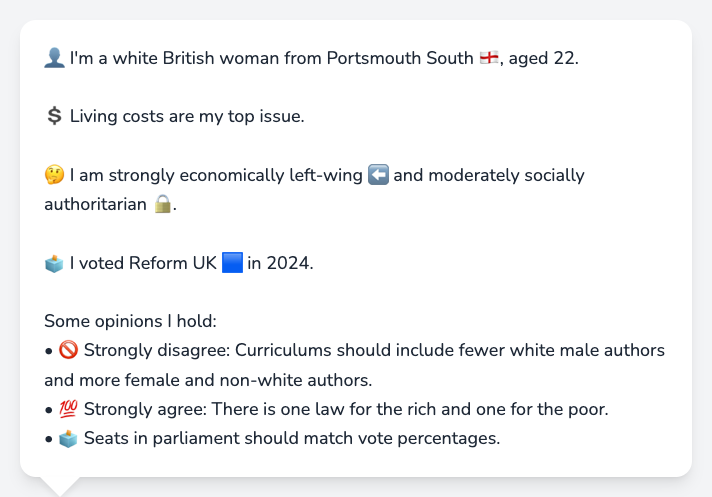 👤 I'm a white British woman from Portsmouth South 🏴󠁧󠁢󠁥󠁮󠁧󠁿, aged 22.
💲 Living costs are my top issue.
🤔 I am strongly economically left-wing ⬅️ and moderately socially
authoritarian 🔒.
🗳️ I voted Reform UK 🟦 in 2024.
Some opinions I hold:
• 🚫 Strongly disagree: Curriculums should include fewer white male authors
and more female and non-white authors.
• 💯 Strongly agree: There is one law for the rich and one for the poor.
• 🗳️ Seats in parliament should match vote percentages.